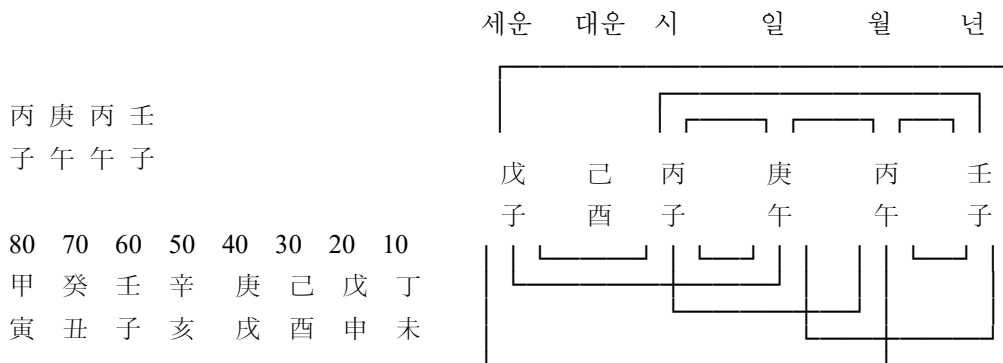 세운 대운 시 일 월 년
丙 庚 丙 壬
子 午 午 子
戊 己 丙 庚 丙 壬
子 酉 子 午 午 子
80 70 60 50 40 30 20 10
甲 癸 壬 辛 庚 己 戊 丁
寅 丑 子 亥 戌 酉 申 未